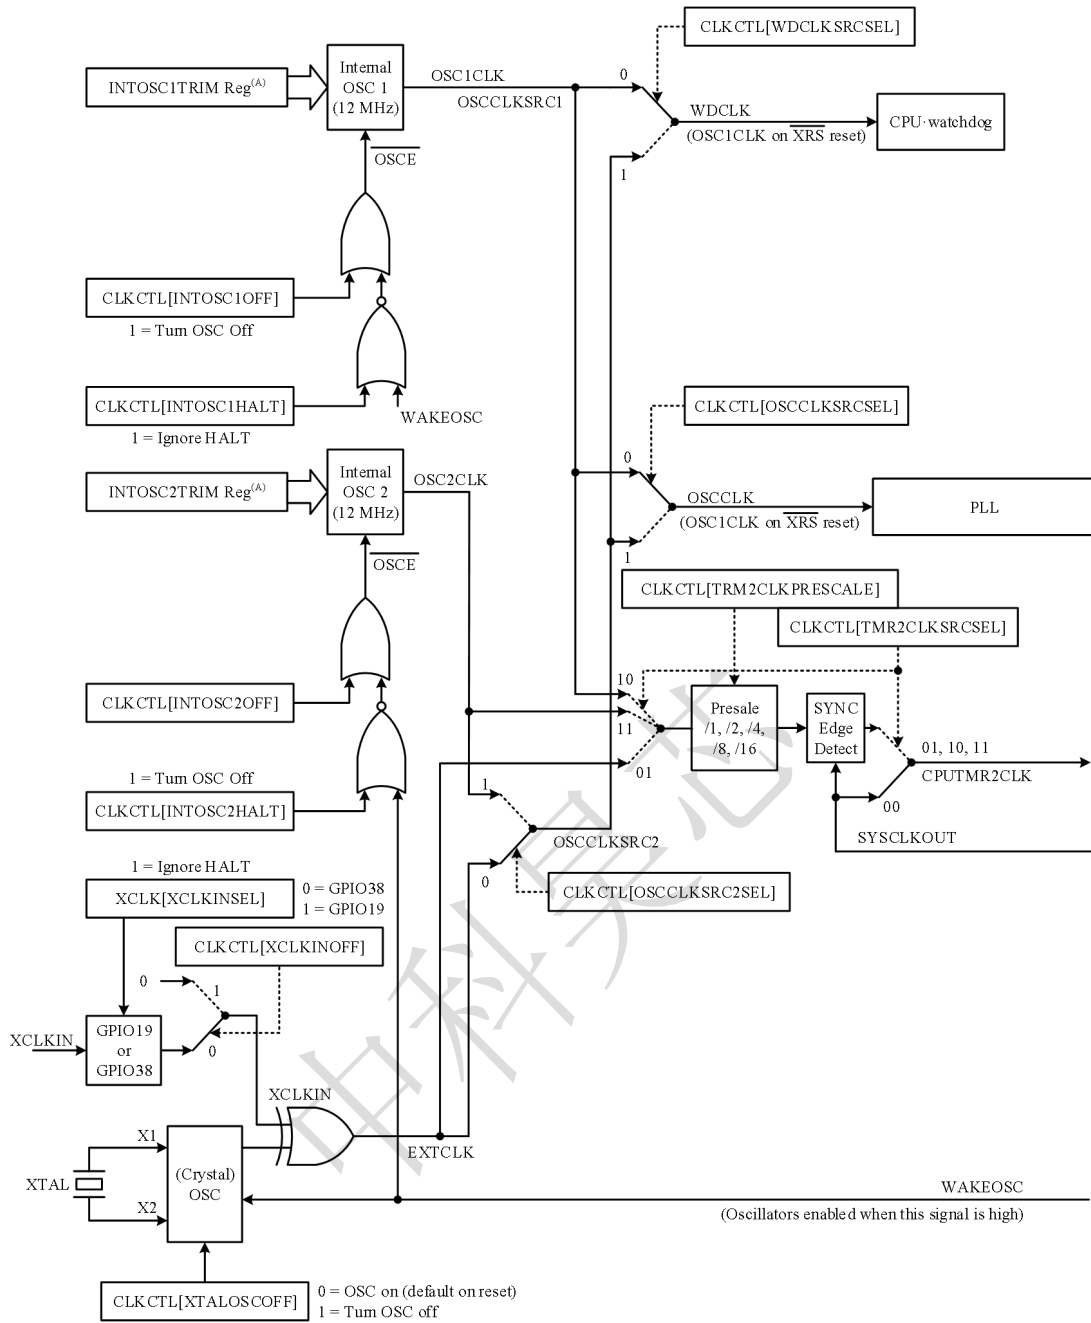 CLKCTL[WDCLKSRCSEL]
INTOSC1TRIM Reg(A)
Internal
OSC 1
(12 MHz)
OSC1CLK
OSCCLKSRC1
0
WDCLK
(OSC1CLK on XRS reset)
CPU·watchdog
1
OSCE
CLKCTL[INTOSC1OFF]
1 = Turn OSC Off
CLKCTL[INTOSC1HALT]
WAKEOSC
1 = Ignore HALT
CLKCTL[OSCCLKSRCSEL]
INTOSC2TRIM Reg(A)
Internal
OSC 2
(12 MHz)
OSC2CLK
0
OSCCLK
(OSC1CLK on XRS reset)
PLL
1
OSCE
CLKCTL[TRM2CLKPRESCALE]
CLKCTL[TMR2CLKSRCSEL]
CLKCTL[INTOSC2OFF]
10
11
01
Presale
/1, /2, /4,
/8, /16
SYNC
Edge
Detect
01, 10, 11
CPUTMR2CLK
00
SYSCLKOUT
1 = Turn OSC Off
CLKCTL[INTOSC2HALT]
1
OSCCLKSRC2
0
CLKCTL[OSCCLKSRC2SEL]
1 = Ignore HALT
XCLK[XCLKINSEL]
0 = GPIO38
1 = GPIO19
CLKCTL[XCLKINOFF]
0
1
0
XCLKIN
GPIO19
or
GPIO38
XCLKIN
EXTCLK
X1
XTAL
X2
(Crystal)
OSC
WAKEOSC
(Oscillators enabled when this signal is high)
CLKCTL[XTALOSCOFF]
0 = OSC on (default on reset)
1 = Turn OSC off
中科昊芯